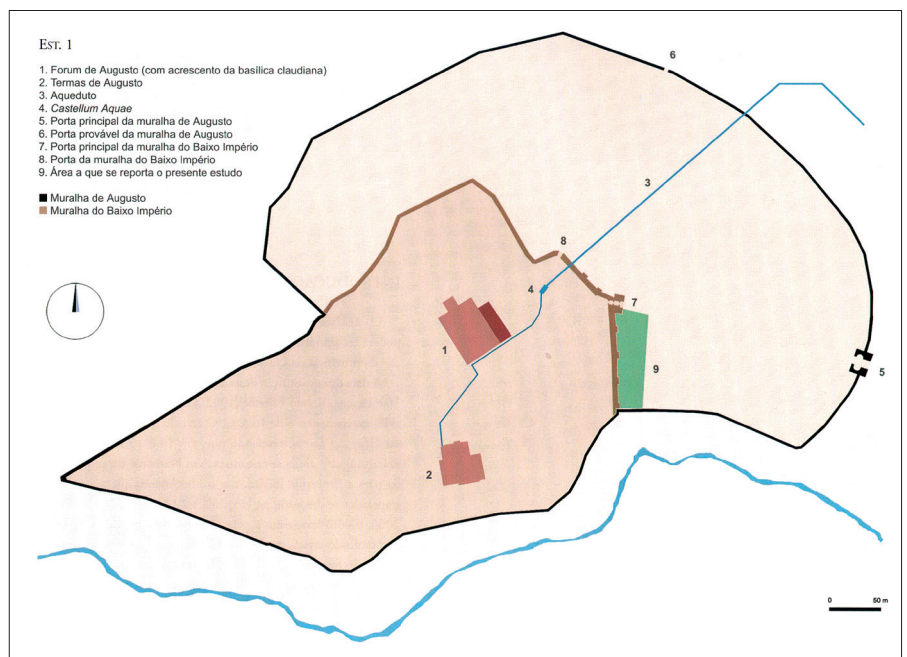 EST. 1
1. Forum de Augusto (com acrescento da basílica claudiana)
2. Termas de Augusto
3. Aqueduto
4. Castellum Aquae
5. Porta principal da muralha de Augusto
6. Porta provável da muralha de Augusto
7. Porta principal da muralha do Baixo Império
8. Porta da muralha do Baixo Império
9. Área a que se reporta o presente estudo
Muralha de Augusto
Muralha do Baixo Império
6
3
8
4
7
1
9
5
2
0 50 m